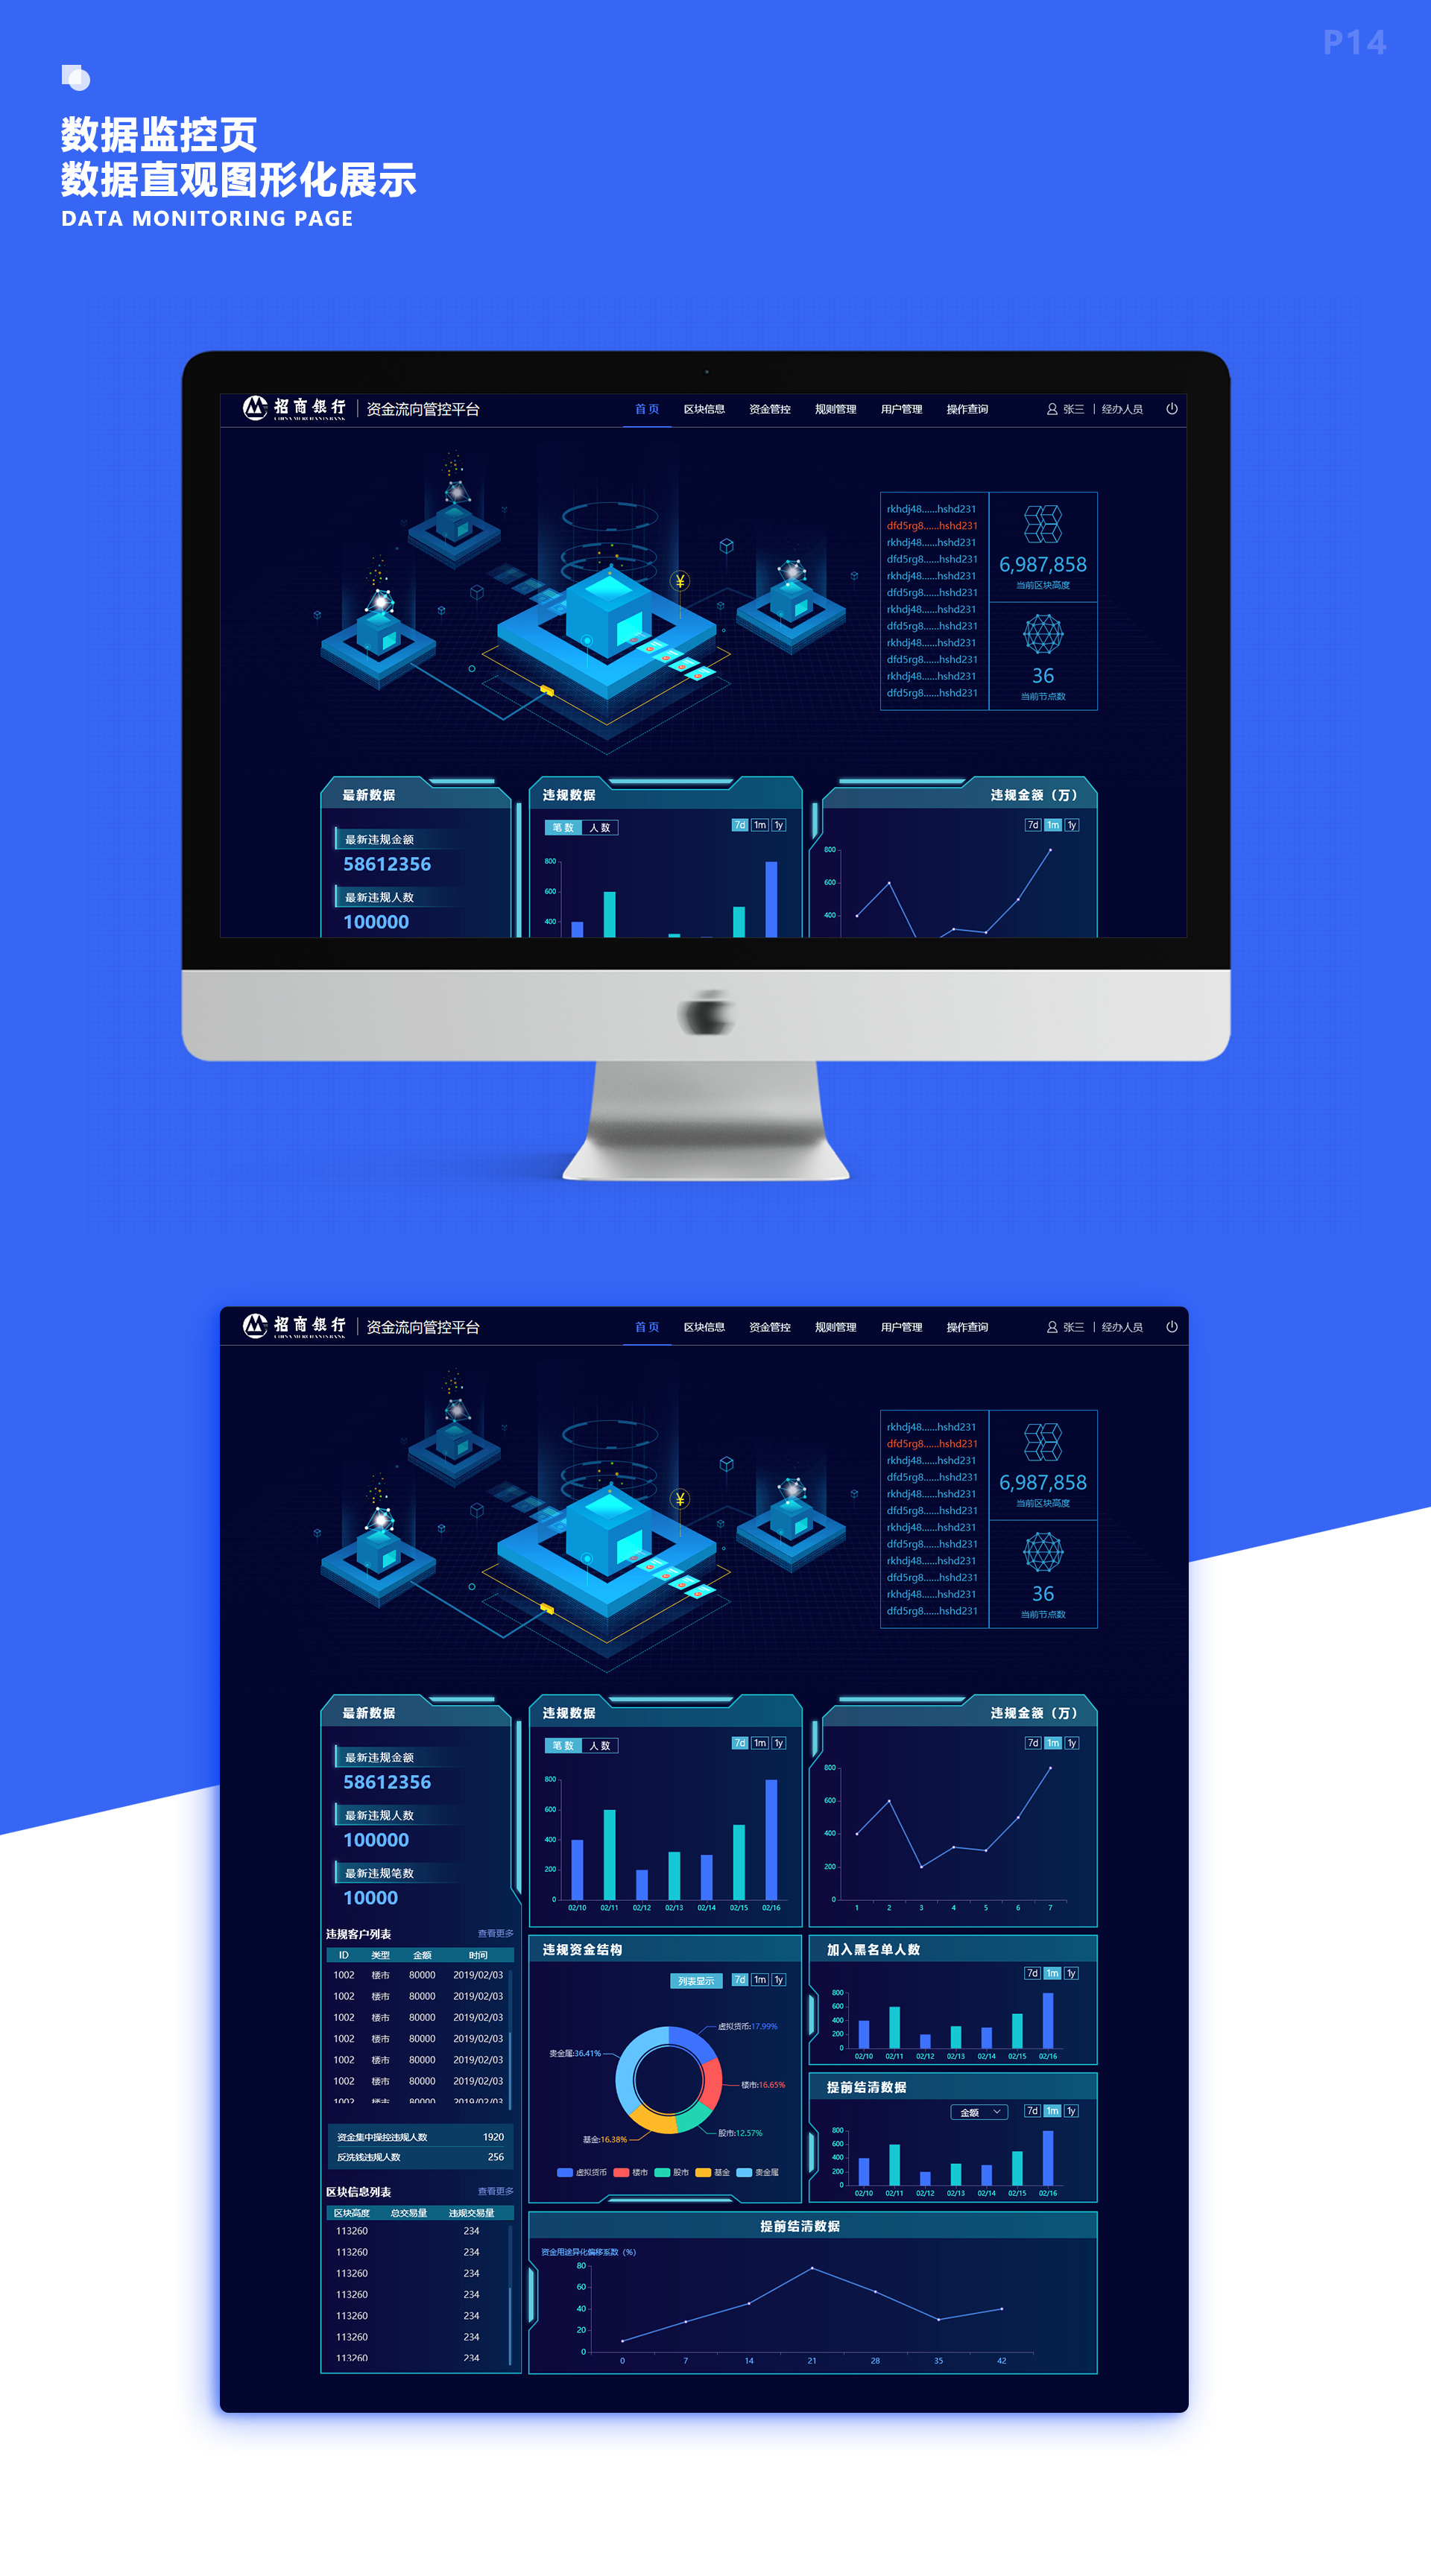 P14
数据监控页
数据直观图形化展示
DATA MONITORING PAGE
招商银行 资金流向管控平台 首页 区块信息 资金管控 规则管理 用户管理 操作查询 张三 | 经办人员
CHINA MERCHANTS BANK
rkhdj48......hshd231
dfd5rg8......hshd231
rkhdj48......hshd231
dfd5rg8......hshd231
rkhdj48......hshd231
dfd5rg8......hshd231
rkhdj48......hshd231
dfd5rg8......hshd231
rkhdj48......hshd231
dfd5rg8......hshd231
rkhdj48......hshd231
dfd5rg8......hshd231
6,987,858
当前区块高度
36
当前节点数
¥
最新数据
最新违规金额
58612356
最新违规人数
100000
违规数据
笔数 人数 7d 1m 1y
800
600
400
违规金额（万）
7d 1m 1y
800
600
400
招商银行 资金流向管控平台 首页 区块信息 资金管控 规则管理 用户管理 操作查询 张三 | 经办人员
CHINA MERCHANTS BANK
rkhdj48......hshd231
dfd5rg8......hshd231
rkhdj48......hshd231
dfd5rg8......hshd231
rkhdj48......hshd231
dfd5rg8......hshd231
rkhdj48......hshd231
dfd5rg8......hshd231
rkhdj48......hshd231
dfd5rg8......hshd231
rkhdj48......hshd231
dfd5rg8......hshd231
6,987,858
当前区块高度
36
当前节点数
¥
最新数据
最新违规金额
58612356
最新违规人数
100000
最新违规笔数
10000
违规客户列表 查看更多
ID 类型 金额 时间
1002 楼市 80000 2019/02/03
1002 楼市 80000 2019/02/03
1002 楼市 80000 2019/02/03
1002 楼市 80000 2019/02/03
1002 楼市 80000 2019/02/03
1002 楼市 80000 2019/02/03
1002 楼市 80000 2019/02/03
资金集中操控违规人数 1920
反洗钱违规人数 256
区块信息列表 查看更多
区块高度 总交易量 违规交易量
113260 234
113260 234
113260 234
113260 234
113260 234
113260 234
113260 234
违规数据
笔数 人数 7d 1m 1y
800
600
400
200
0
02/10 02/11 02/12 02/13 02/14 02/15 02/16
违规金额（万）
7d 1m 1y
800
600
400
200
0
1 2 3 4 5 6 7
违规资金结构
列表显示 7d 1m 1y
虚拟货币:17.99%
贵金属:36.41%
楼市:16.65%
股市:12.57%
基金:16.38%
虚拟货币 楼市 股市 基金 贵金属
加入黑名单人数
7d 1m 1y
800
600
400
200
0
02/10 02/11 02/12 02/13 02/14 02/15 02/16
提前结清数据
金额 7d 1m 1y
800
600
400
200
0
02/10 02/11 02/12 02/13 02/14 02/15 02/16
提前结清数据
资金用途异化偏移系数（%）
80
60
40
20
0
0 7 14 21 28 35 42